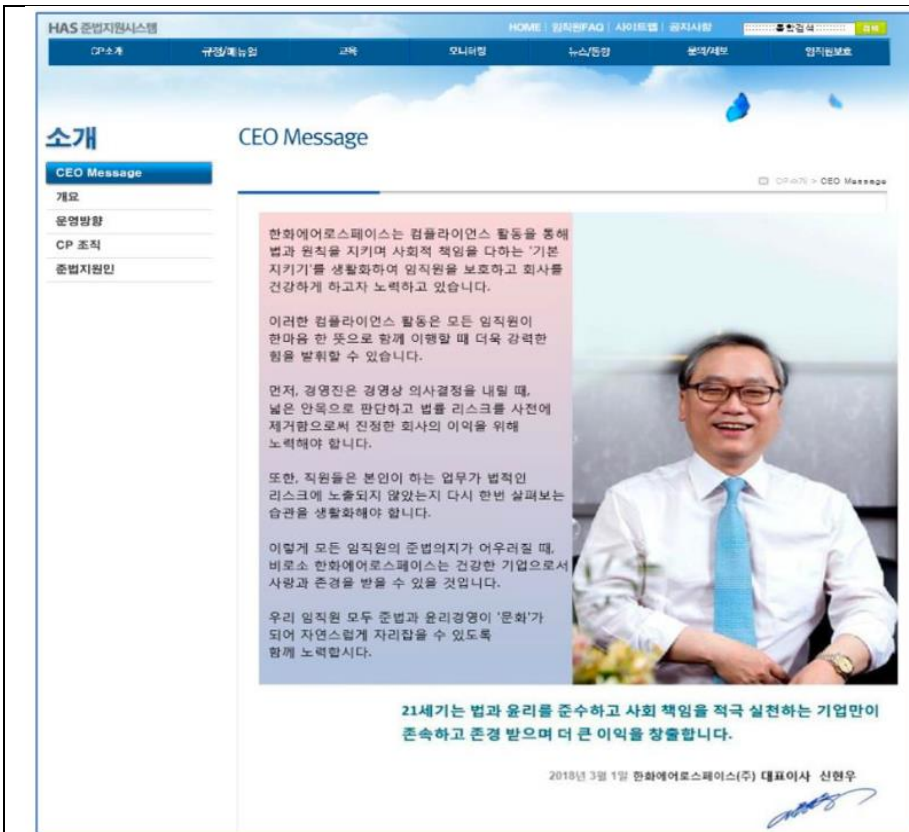 HAS 준법지원시스템
HOME | 임직원FAQ | 사이트맵 | 공지사항
통합검색
검색
CP소개 규정/매뉴얼 교육 모니터링 뉴스/동향 문의/제보 임직원보호
소개
CEO Message
CEO Message
개요
운영방향
CP 조직
준법지원인
CP소개 > CEO Message
한화에어로스페이스는 컴플라이언스 활동을 통해
법과 원칙을 지키며 사회적 책임을 다하는 '기본
지키기'를 생활화하여 임직원을 보호하고 회사를
건강하게 하고자 노력하고 있습니다.
이러한 컴플라이언스 활동은 모든 임직원이
한마음 한 뜻으로 함께 이행할 때 더욱 강력한
힘을 발휘할 수 있습니다.
먼저, 경영진은 경영상 의사결정을 내릴 때,
넓은 안목으로 판단하고 법률 리스크를 사전에
제거함으로써 진정한 회사의 이익을 위해
노력해야 합니다.
또한, 직원들은 본인이 하는 업무가 법적인
리스크에 노출되지 않았는지 다시 한번 살펴보는
습관을 생활화해야 합니다.
이렇게 모든 임직원의 준법의지가 어우러질 때,
비로소 한화에어로스페이스는 건강한 기업으로서
사랑과 존경을 받을 수 있을 것입니다.
우리 임직원 모두 준법과 윤리경영이 '문화'가
되어 자연스럽게 자리잡을 수 있도록
함께 노력합시다.
21세기는 법과 윤리를 준수하고 사회 책임을 적극 실천하는 기업만이
존속하고 존경 받으며 더 큰 이익을 창출합니다.
2018년 3월 1일 한화에어로스페이스(주) 대표이사 신현우